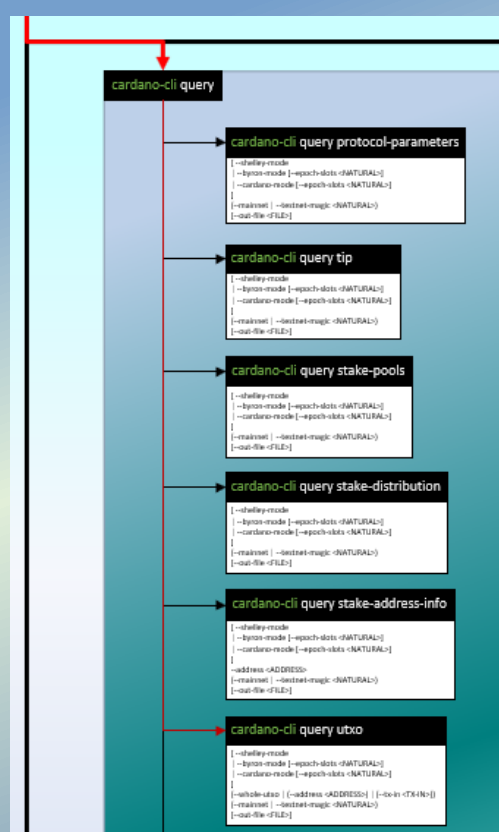 cardano-cli query
cardano-cli query protocol-parameters
[ --shelley-mode
| --byron-mode [--epoch-slots <NATURAL>]
| --cardano-mode [--epoch-slots <NATURAL>]
]
(--mainnet | --testnet-magic <NATURAL>)
[--out-file <FILE>]
cardano-cli query tip
[ --shelley-mode
| --byron-mode [--epoch-slots <NATURAL>]
| --cardano-mode [--epoch-slots <NATURAL>]
]
(--mainnet | --testnet-magic <NATURAL>)
[--out-file <FILE>]
cardano-cli query stake-pools
[ --shelley-mode
| --byron-mode [--epoch-slots <NATURAL>]
| --cardano-mode [--epoch-slots <NATURAL>]
]
(--mainnet | --testnet-magic <NATURAL>)
[--out-file <FILE>]
cardano-cli query stake-distribution
[ --shelley-mode
| --byron-mode [--epoch-slots <NATURAL>]
| --cardano-mode [--epoch-slots <NATURAL>]
]
(--mainnet | --testnet-magic <NATURAL>)
[--out-file <FILE>]
cardano-cli query stake-address-info
[ --shelley-mode
| --byron-mode [--epoch-slots <NATURAL>]
| --cardano-mode [--epoch-slots <NATURAL>]
]
--address <ADDRESS>
(--mainnet | --testnet-magic <NATURAL>)
[--out-file <FILE>]
cardano-cli query utxo
[ --shelley-mode
| --byron-mode [--epoch-slots <NATURAL>]
| --cardano-mode [--epoch-slots <NATURAL>]
]
(--whole-utxo | (--address <ADDRESS>) | (--tx-in <TX-IN>))
(--mainnet | --testnet-magic <NATURAL>)
[--out-file <FILE>]